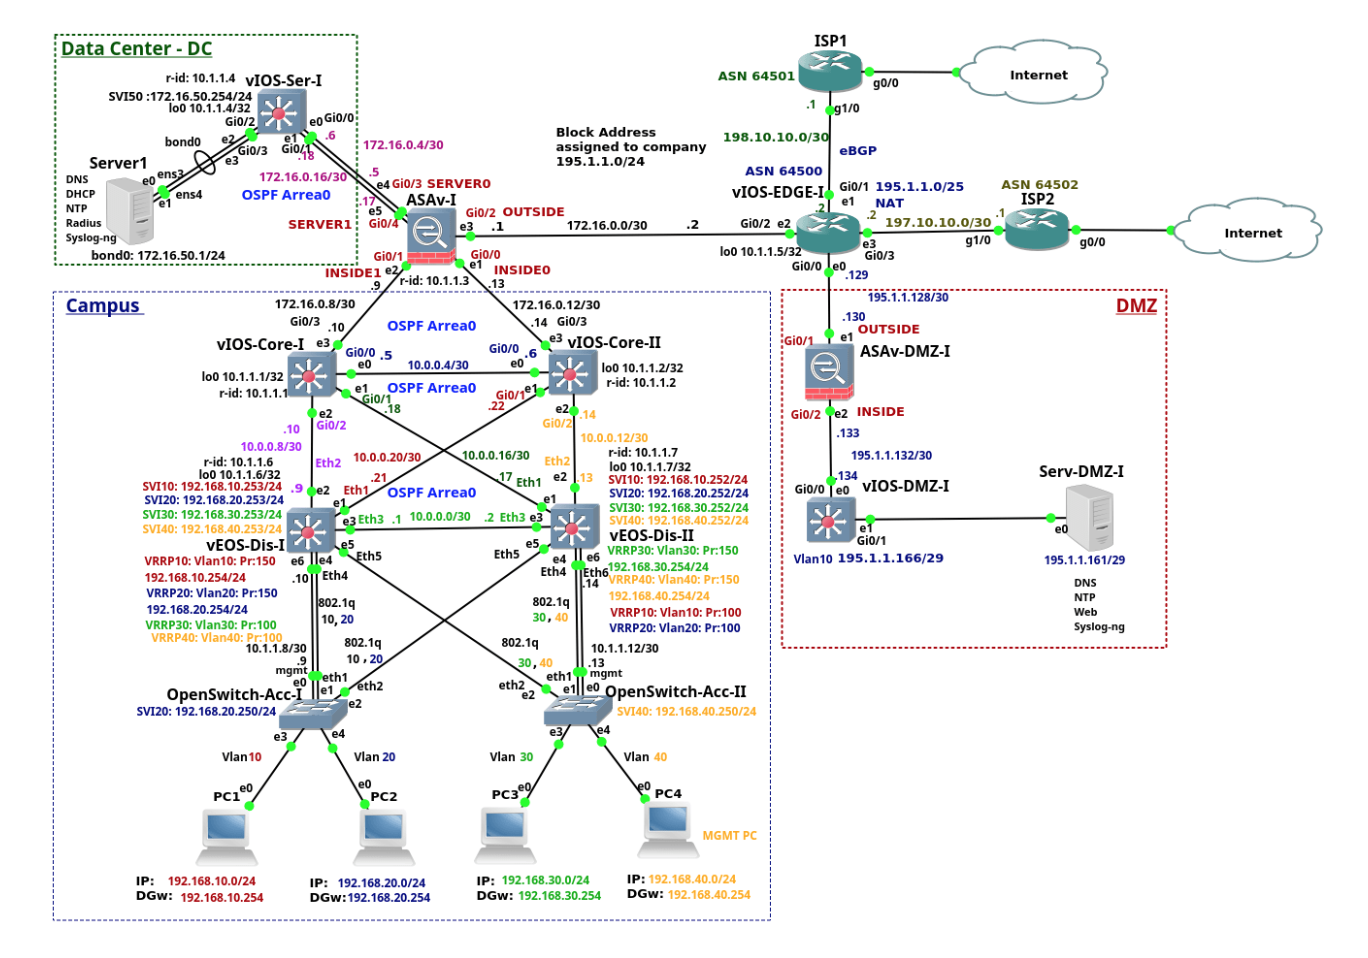 Data Center - DC
r-id: 10.1.1.4
vIOS-Ser-I
SVI50 :172.16.50.254/24
lo0 10.1.1.4/32
Gi0/2
e0
Gi0/0
bond0
e2
Gi0/3
e3
e1
Gi0/1
.6
.18
172.16.0.4/30
Server1
DNS
DHCP
NTP
Radius
Syslog-ng
e0
ens3
ens4
e1
172.16.0.16/30
OSPF Arrea0
.5
e4
Gi0/3
SERVER0
.17
e5
Gi0/4
ASAv-I
SERVER1
bond0: 172.16.50.1/24
Gi0/2
OUTSIDE
e3
.1
172.16.0.0/30
.2
Gi0/2
e2
Gi0/1
e2
INSIDE1
.9
r-id: 10.1.1.3
Gi0/0
e1
INSIDE0
.13
Block Address
assigned to company
195.1.1.0/24
ISP1
ASN 64501
g0/0
Internet
.1
g1/0
198.10.10.0/30
eBGP
ASN 64500
vIOS-EDGE-I
Gi0/1
e1
195.1.1.0/25
NAT
.2
.2
197.10.10.0/30
.1
ASN 64502
ISP2
g1/0
g0/0
Internet
e3
Gi0/3
lo0 10.1.1.5/32
Gi0/0
e0
.129
195.1.1.128/30
DMZ
.130
e1
OUTSIDE
Gi0/1
ASAv-DMZ-I
Gi0/2
e2
INSIDE
.133
195.1.1.132/30
.134
Gi0/0
e0
vIOS-DMZ-I
Serv-DMZ-I
e1
Gi0/1
e0
Vlan10
195.1.1.166/29
195.1.1.161/29
DNS
NTP
Web
Syslog-ng
Campus
172.16.0.8/30
Gi0/3
.10
e3
OSPF Arrea0
172.16.0.12/30
.14
Gi0/3
e3
vIOS-Core-I
vIOS-Core-II
Gi0/0
.5
e0
10.0.0.4/30
Gi0/0
.6
e0
lo0 10.1.1.1/32
r-id: 10.1.1.1
OSPF Arrea0
lo0 10.1.1.2/32
r-id: 10.1.1.2
e1
Gi0/1
.18
e1
Gi0/1
.22
e2
Gi0/2
.10
10.0.0.8/30
e2
Gi0/2
.14
10.0.0.12/30
r-id: 10.1.1.6
lo0 10.1.1.6/32
Eth2
10.0.0.20/30
10.0.0.16/30
Eth2
r-id: 10.1.1.7
lo0 10.1.1.7/32
SVI10: 192.168.10.253/24
SVI20: 192.168.20.253/24
SVI30: 192.168.30.253/24
SVI40: 192.168.40.253/24
.9
e2
.21
Eth1
e1
OSPF Arrea0
.17
Eth1
e1
e2
.13
SVI10: 192.168.10.252/24
SVI20: 192.168.20.252/24
SVI30: 192.168.30.252/24
SVI40: 192.168.40.252/24
e3
Eth3
.1
10.0.0.0/30
.2
Eth3
e3
vEOS-Dis-I
vEOS-Dis-II
e6
e4
e5
Eth5
Eth4
.10
Eth5
e5
e4
Eth4
e6
Eth6
.14
VRRP10: Vlan10: Pr:150
192.168.10.254/24
VRRP20: Vlan20: Pr:150
192.168.20.254/24
VRRP30: Vlan30: Pr:100
VRRP40: Vlan40: Pr:100
VRRP30: Vlan30: Pr:150
192.168.30.254/24
VRRP40: Vlan40: Pr:150
192.168.40.254/24
VRRP10: Vlan10: Pr:100
VRRP20: Vlan20: Pr:100
802.1q
10, 20
802.1q
10 , 20
802.1q
30, 40
802.1q
30 , 40
10.1.1.8/30
.9
mgmt
e0
eth1
e1
eth2
e2
10.1.1.12/30
.13
mgmt
eth1
e1
e0
eth2
e2
OpenSwitch-Acc-I
SVI20: 192.168.20.250/24
OpenSwitch-Acc-II
SVI40: 192.168.40.250/24
e3
e4
e3
e4
Vlan10
Vlan 20
Vlan 30
Vlan 40
e0
e0
e0
e0
PC1
PC2
PC3
PC4
MGMT PC
IP: 192.168.10.0/24
DGw: 192.168.10.254
IP: 192.168.20.0/24
DGw:192.168.20.254
IP: 192.168.30.0/24
DGw: 192.168.30.254
IP: 192.168.40.0/24
DGw: 192.168.40.254